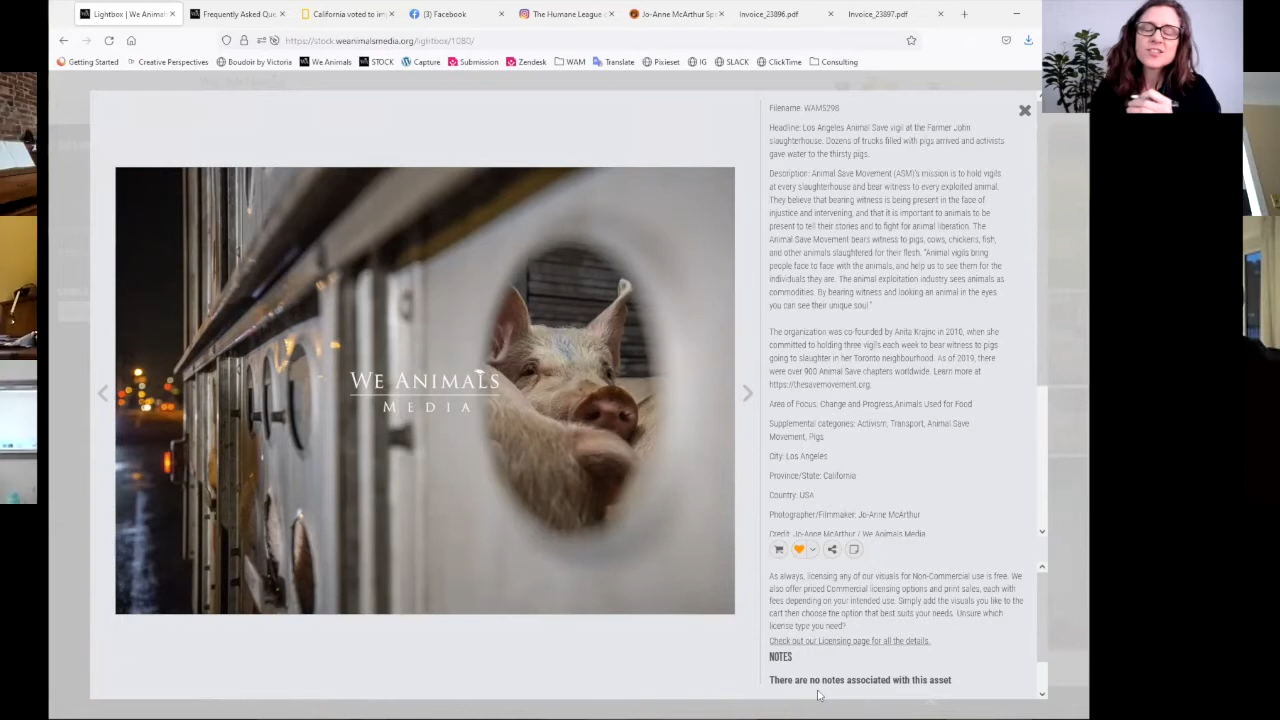 Lightbox | We Animal
Frequently Asked Que
California voted to im
(3) Facebook
The Humane League
Jo-Anne McArthur Sp
Invoice_23896.pdf
Invoice_23897.pdf
https://stock.weanimalsmedia.org/lightbox/1080/
Getting Started
Creative Perspectives
Boudoir by Victoria
We Animals
STOCK
Capture
Submission
Zendesk
WAM
Translate
Pixieset
IG
SLACK
ClickTime
Consulting
WE ANIMALS
MEDIA
Filename: WAM5298
Headline: Los Angeles Animal Save vigil at the Farmer John
slaughterhouse. Dozens of trucks filled with pigs arrived and activists
gave water to the thirsty pigs.
Description: Animal Save Movement (ASM)'s mission is to hold vigils
at every slaughterhouse and bear witness to every exploited animal.
They believe that bearing witness is being present in the face of
injustice and intervening, and that it is important to animals to be
present to tell their stories and to fight for animal liberation. The
Animal Save Movement bears witness to pigs, cows, chickens, fish,
and other animals slaughtered for their flesh. "Animal vigils bring
people face to face with the animals, and help us to see them for the
individuals they are. The animal exploitation industry sees animals as
commodities. By bearing witness and looking an animal in the eyes
you can see their unique soul."
The organization was co-founded by Anita Krajnc in 2010, when she
committed to holding three vigils each week to bear witness to pigs
going to slaughter in her Toronto neighbourhood. As of 2019, there
were over 900 Animal Save chapters worldwide. Learn more at
https://thesavemovement.org.
Area of Focus: Change and Progress,Animals Used for Food
Supplemental categories: Activism, Transport, Animal Save
Movement, Pigs
City: Los Angeles
Province/State: California
Country: USA
Photographer/Filmmaker: Jo-Anne McArthur
Credit: Jo-Anne McArthur / We Animals Media
As always, licensing any of our visuals for Non-Commercial use is free. We
also offer priced Commercial licensing options and print sales, each with
fees depending on your intended use. Simply add the visuals you like to the
cart then choose the option that best suits your needs. Unsure which
license type you need?
Check out our Licensing page for all the details.
NOTES
There are no notes associated with this asset